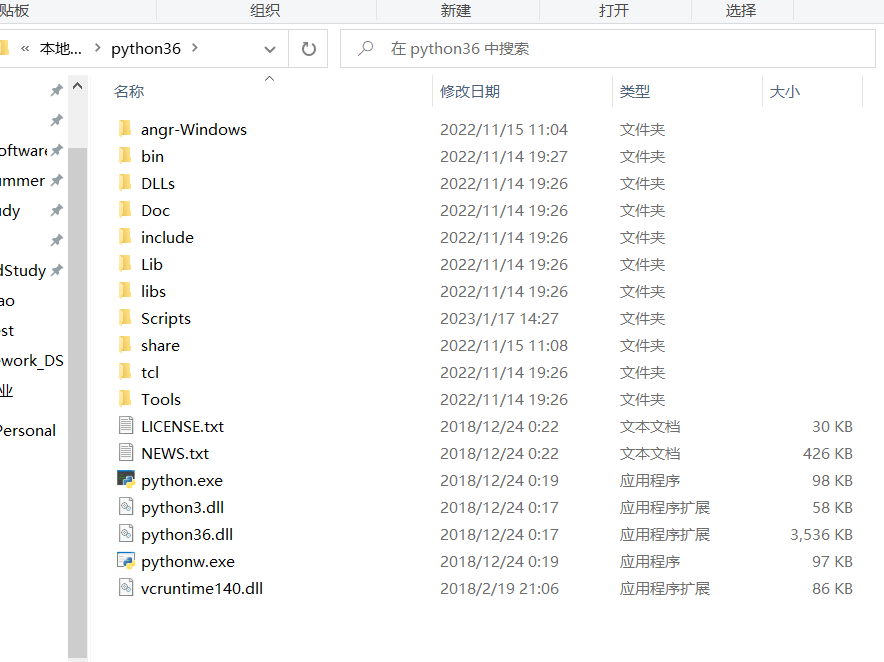 贴板 组织 新建 打开 选择
« 本地... > python36 > 在 python36 中搜索
名称 修改日期 类型 大小
angr-Windows 2022/11/15 11:04 文件夹
bin 2022/11/14 19:27 文件夹
DLLs 2022/11/14 19:26 文件夹
Doc 2022/11/14 19:26 文件夹
include 2022/11/14 19:26 文件夹
Lib 2022/11/14 19:26 文件夹
libs 2022/11/14 19:26 文件夹
Scripts 2023/1/17 14:27 文件夹
share 2022/11/15 11:08 文件夹
tcl 2022/11/14 19:26 文件夹
Tools 2022/11/14 19:26 文件夹
LICENSE.txt 2018/12/24 0:22 文本文档 30 KB
NEWS.txt 2018/12/24 0:22 文本文档 426 KB
python.exe 2018/12/24 0:19 应用程序 98 KB
python3.dll 2018/12/24 0:17 应用程序扩展 58 KB
python36.dll 2018/12/24 0:17 应用程序扩展 3,536 KB
pythonw.exe 2018/12/24 0:19 应用程序 97 KB
vcruntime140.dll 2018/2/19 21:06 应用程序扩展 86 KB
oftware
ummer
udy
dStudy
ao
est
ework_DS
业
Personal